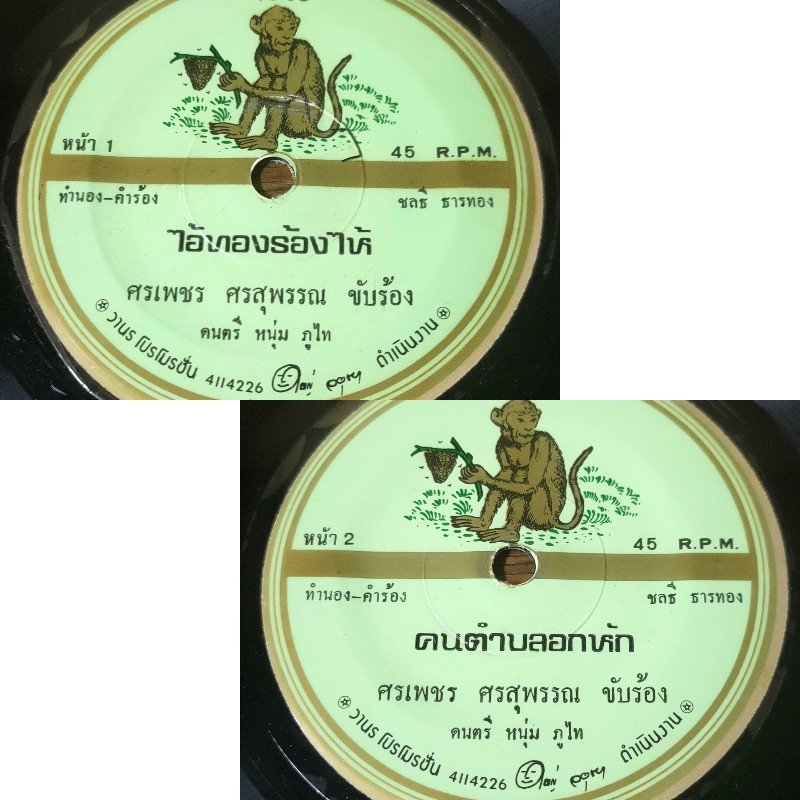 หน้า 1
45 R.P.M.
ทำนอง-คำร้อง
ชลธี ธารทอง
ไอ้ทองร้องไห้
ศรเพชร ศรสุพรรณ ขับร้อง
ดนตรี หนุ่ม ภูไท
วานร โปรโมรชั่น 4114226 ดำเนินงาน
หน้า 2
45 R.P.M.
ทำนอง-คำร้อง
ชลธี ธารทอง
คนตำบลอกหัก
ศรเพชร ศรสุพรรณ ขับร้อง
ดนตรี หนุ่ม ภูไท
วานร โปรโมรชั่น 4114226 ดำเนินงาน